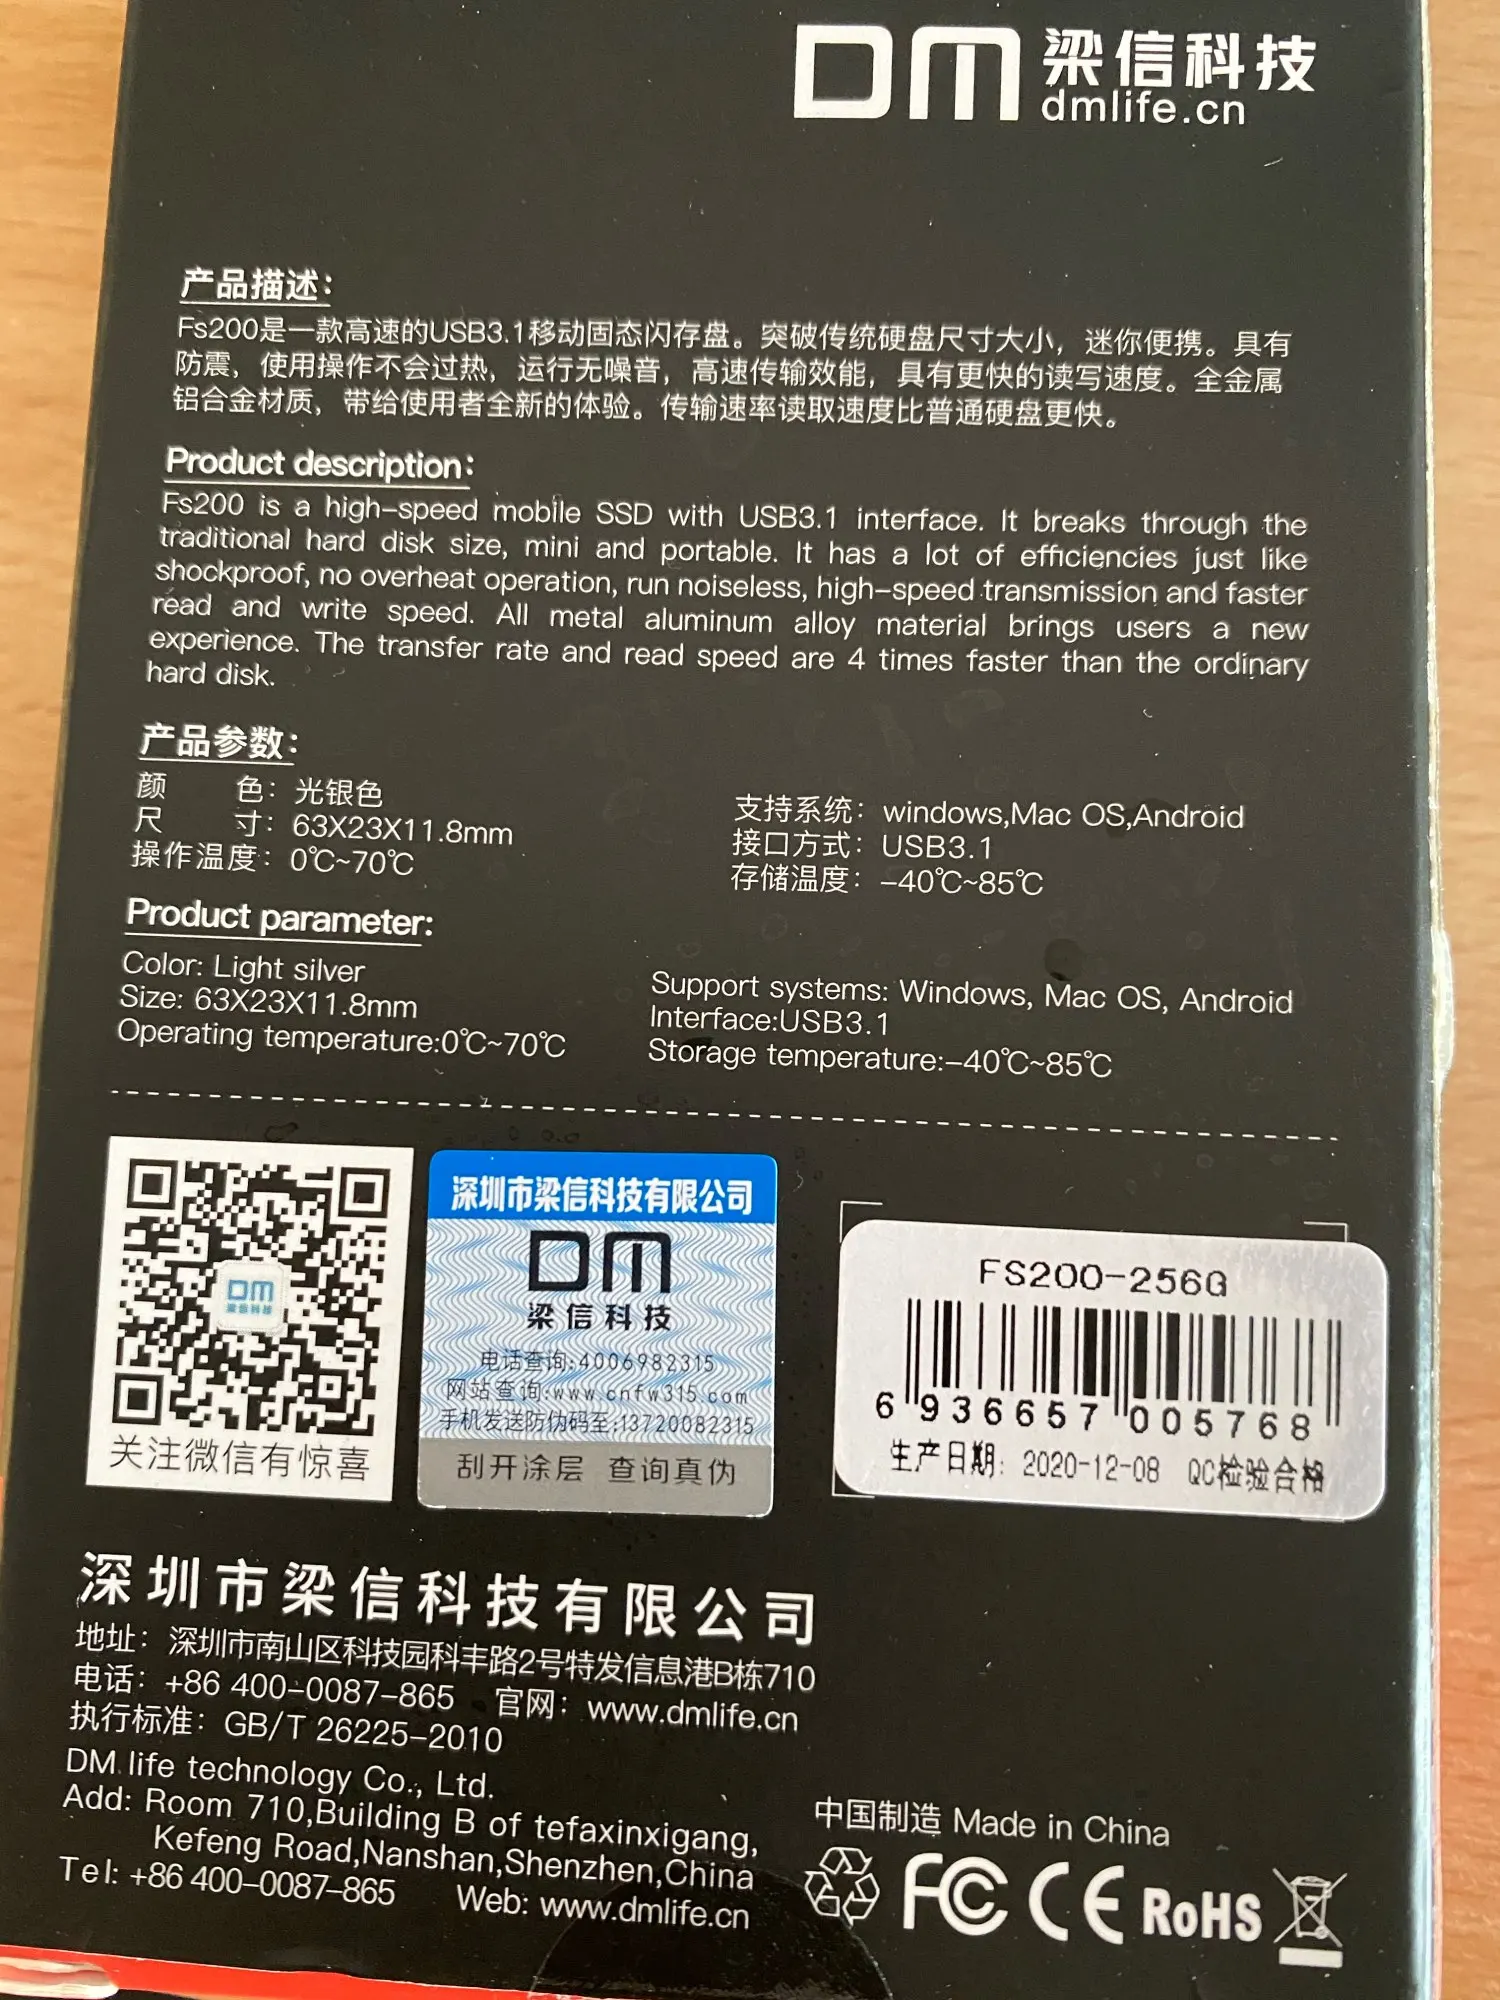 DM 梁信科技
dmlife.cn
产品描述:
Fs200是一款高速的USB3.1移动固态闪存盘。突破传统硬盘尺寸大小，迷你便携。具有
防震，使用操作不会过热，运行无噪音，高速传输效能，具有更快的读写速度。全金属
铝合金材质，带给使用者全新的体验。传输速率读取速度比普通硬盘更快。
Product description:
Fs200 is a high-speed mobile SSD with USB3.1 interface. It breaks through the
traditional hard disk size, mini and portable. It has a lot of efficiencies just like
shockproof, no overheat operation, run noiseless, high-speed transmission and faster
read and write speed. All metal aluminum alloy material brings users a new
experience. The transfer rate and read speed are 4 times faster than the ordinary
hard disk.
产品参数:
颜 色：光银色
尺 寸：63X23X11.8mm
操作温度：0℃~70℃
支持系统：windows,Mac OS,Android
接口方式：USB3.1
存储温度：-40℃~85℃
Product parameter:
Color: Light silver
Size: 63X23X11.8mm
Operating temperature:0℃~70℃
Support systems: Windows, Mac OS, Android
Interface:USB3.1
Storage temperature:-40℃~85℃
DM
梁信科技
关注微信有惊喜
深圳市梁信科技有限公司
DM
梁信科技
电话查询:4006982315
网站查询:www.cnfw315.com
手机发送防伪码至:13720082315
刮开涂层 查询真伪
FS200-256G
6 936657 005768
生产日期: 2020-12-08 QC检验合格
深圳市梁信科技有限公司
地址：深圳市南山区科技园科丰路2号特发信息港B栋710
电话：+86 400-0087-865 官网：www.dmlife.cn
执行标准：GB/T 26225-2010
DM life technology Co., Ltd.
Add: Room 710,Building B of tefaxinxigang,
Kefeng Road,Nanshan,Shenzhen,China
Tel: +86 400-0087-865 Web: www.dmlife.cn
中国制造 Made in China
FC CE RoHS